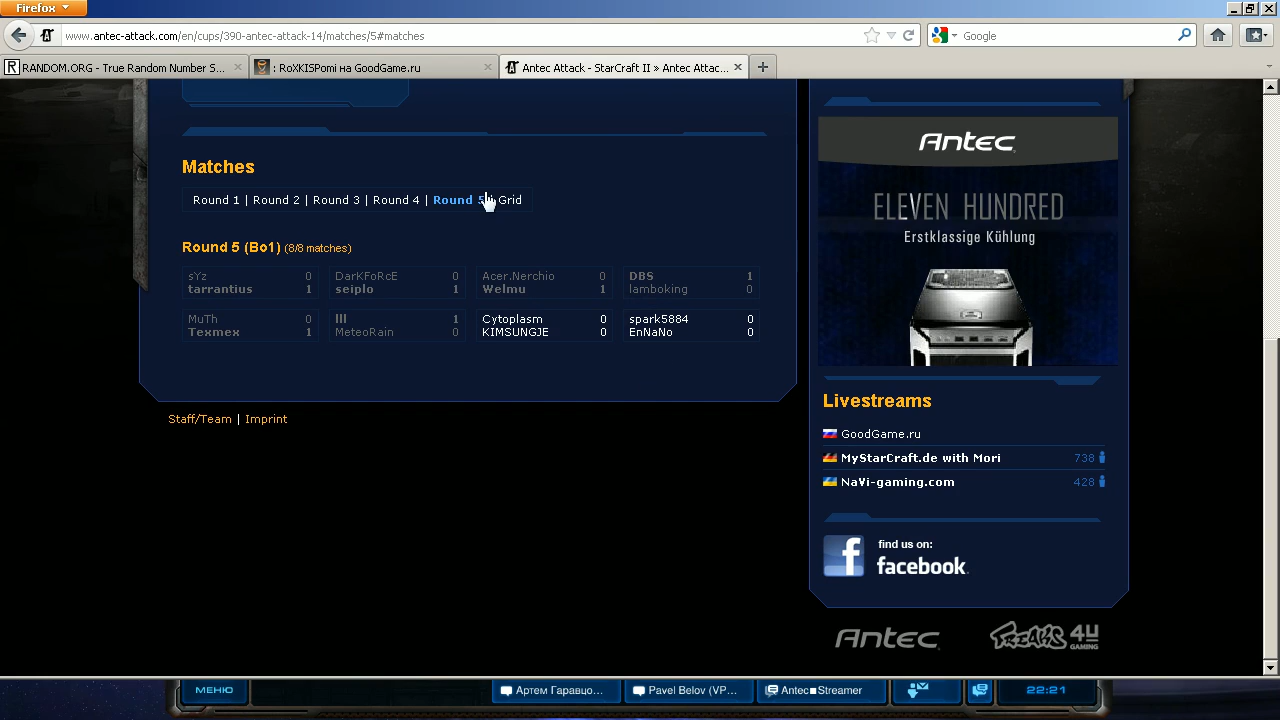 Firefox
www.antec-attack.com/en/cups/390-antec-attack-14/matches/5#matches
Google
RANDOM.ORG - True Random Number S...
: RoXKISPomi на GoodGame.ru
Antec Attack - StarCraft II » Antec Attac...
Matches
Round 1 | Round 2 | Round 3 | Round 4 | Round 5 | Grid
Round 5 (Bo1) (8/8 matches)
sYz 0
tarrantius 1
DarKFoRcE 0
seiplo 1
Acer.Nerchio 0
Welmu 1
DBS 1
lamboking 0
MuTh 0
Texmex 1
III 1
MeteoRain 0
Cytoplasm 0
KIMSUNGJE 0
spark5884 0
EnNaNo 0
Staff/Team | Imprint
Antec
ELEVEN HUNDRED
Erstklassige Kühlung
Livestreams
GoodGame.ru
MyStarCraft.de with Mori 738
NaVi-gaming.com 428
find us on:
facebook
Antec
FREAKS 4U
GAMING
МЕНЮ
Артем Гаравцо...
Pavel Belov (VP...
Antec■Streamer
22:21